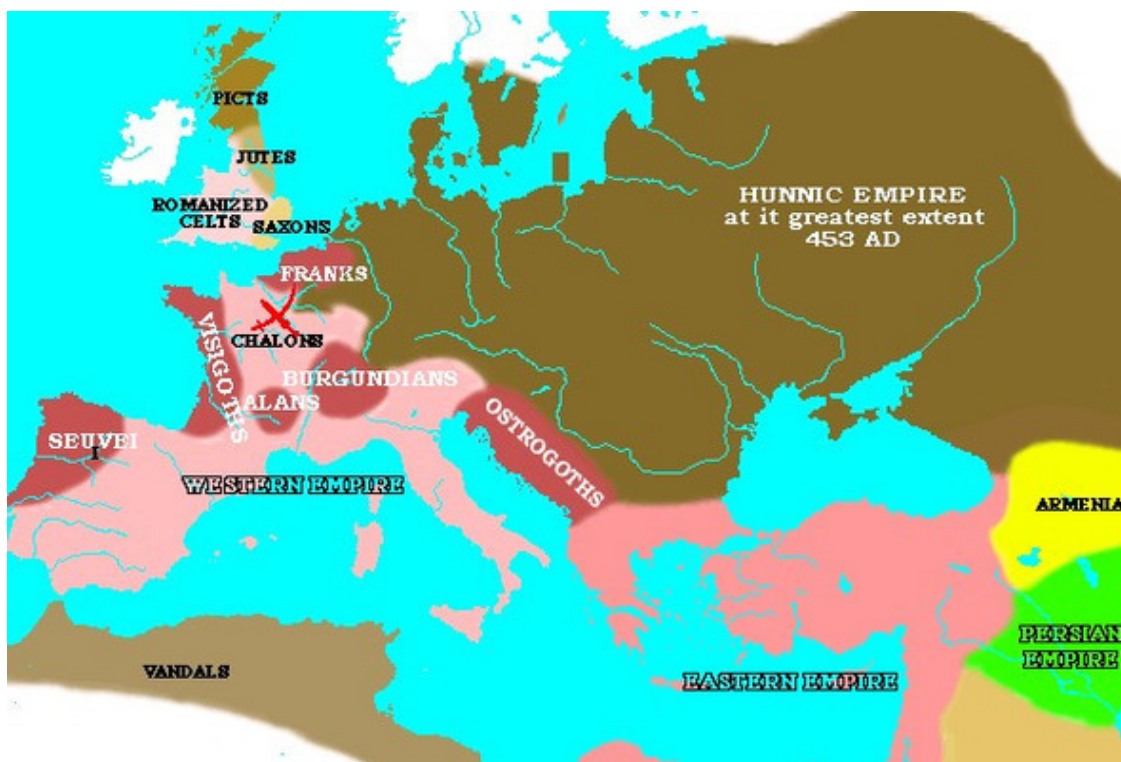 PICTS
JUTES
ROMANIZED
CELTS
SAXONS
HUNNIC EMPIRE
at it greatest extent
453 AD
FRANKS
CHALONS
VISIGOTHS
BURGUNDIANS
ALANS
OSTROGOTHS
SEUVEI
I
WESTERN EMPIRE
ARMENIA
PERSIAN
EMPIRE
VANDALS
EASTERN EMPIRE